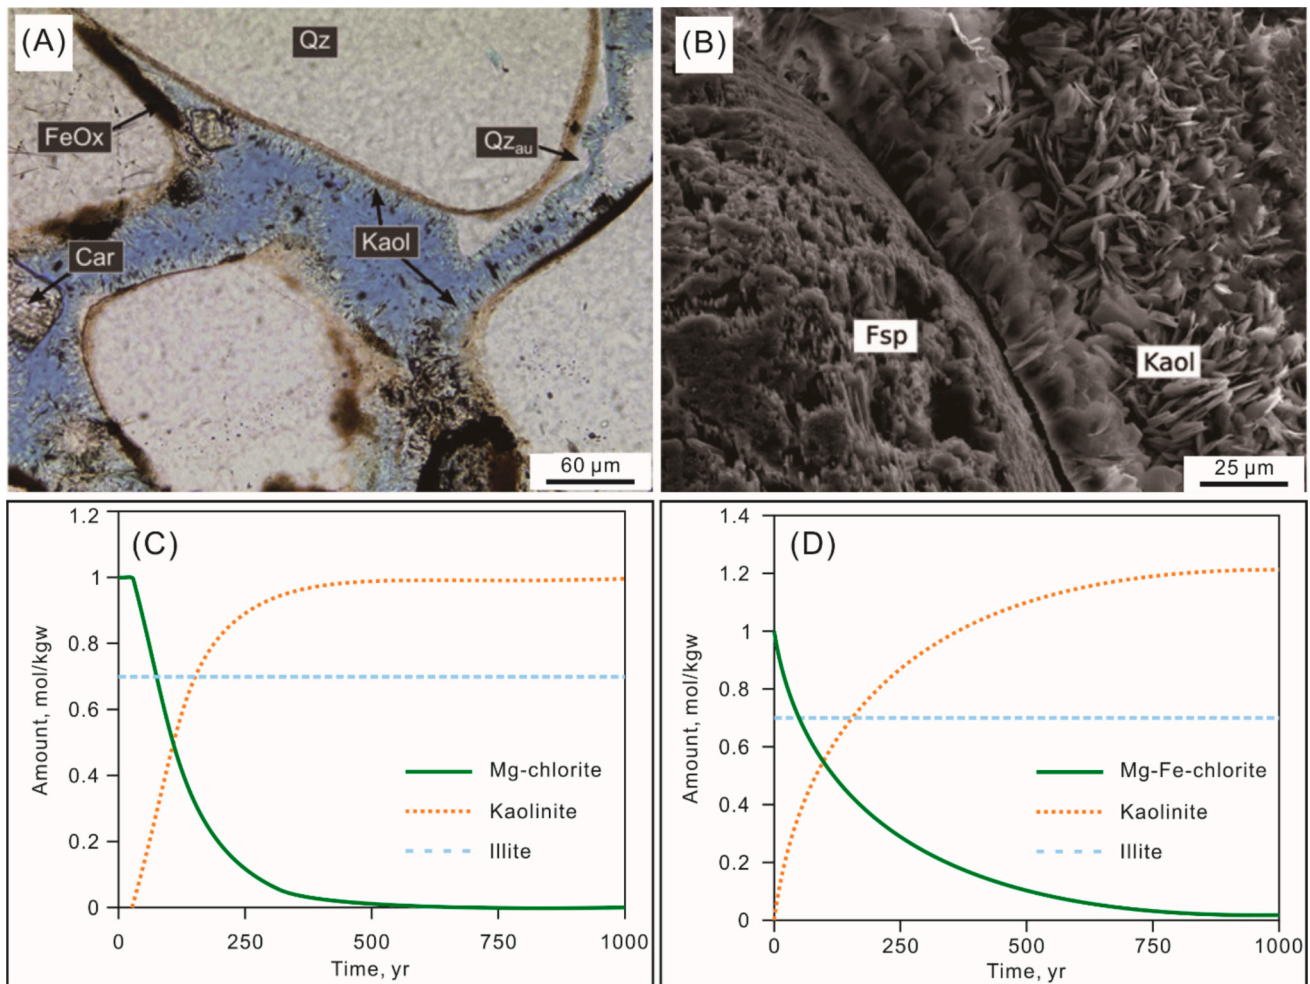 (A)
Qz
FeOx
Qzau
Kaol
Car
60 µm
(B)
Fsp
Kaol
25 µm
(C)
1.2
1
0.8
0.6
0.4
0.2
0
Amount, mol/kgw
Mg-chlorite
Kaolinite
Illite
0 250 500 750 1000
Time, yr
(D)
1.4
1.2
1
0.8
0.6
0.4
0.2
0
Amount, mol/kgw
Mg-Fe-chlorite
Kaolinite
Illite
0 250 500 750 1000
Time, yr